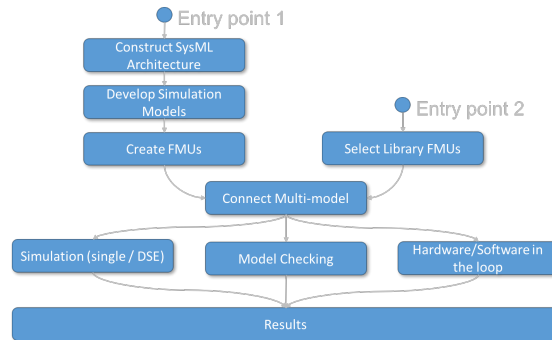 Entry point 1
Construct SysML
Architecture
Develop Simulation
Models
Entry point 2
Create FMUs
Select Library FMUs
Connect Multi-model
Simulation (single / DSE)
Model Checking
Hardware/Software in
the loop
Results